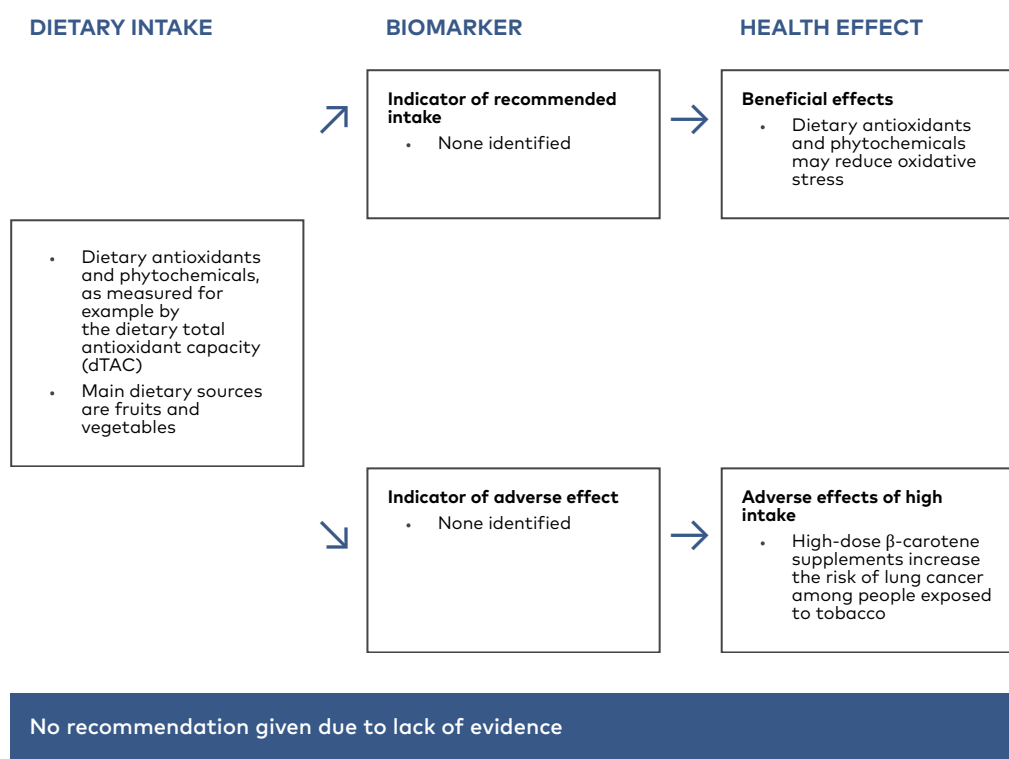 DIETARY INTAKE
BIOMARKER
HEALTH EFFECT
• Dietary antioxidants
and phytochemicals,
as measured for
example by
the dietary total
antioxidant capacity
(dTAC)
• Main dietary sources
are fruits and
vegetables
Indicator of recommended
intake
• None identified
Beneficial effects
• Dietary antioxidants
and phytochemicals
may reduce oxidative
stress
Indicator of adverse effect
• None identified
Adverse effects of high
intake
• High-dose β-carotene
supplements increase
the risk of lung cancer
among people exposed
to tobacco
No recommendation given due to lack of evidence